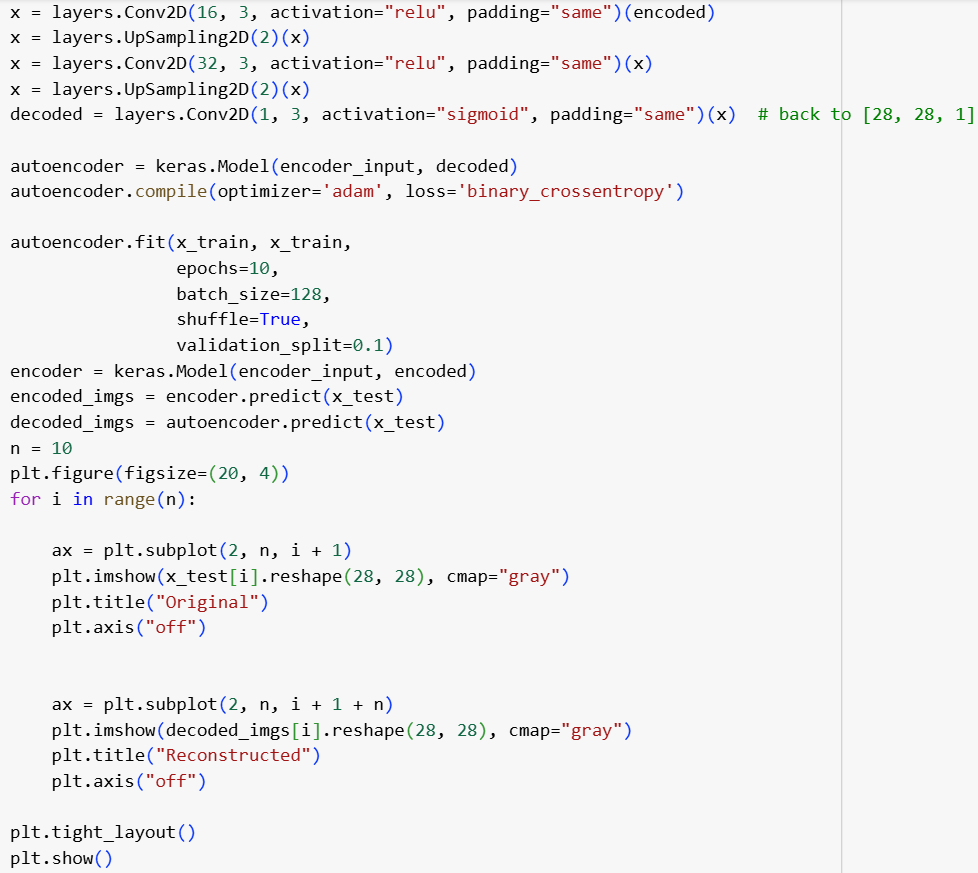 x = layers.Conv2D(16, 3, activation="relu", padding="same")(encoded)
x = layers.UpSampling2D(2)(x)
x = layers.Conv2D(32, 3, activation="relu", padding="same")(x)
x = layers.UpSampling2D(2)(x)
decoded = layers.Conv2D(1, 3, activation="sigmoid", padding="same")(x)  # back to [28, 28, 1]

autoencoder = keras.Model(encoder_input, decoded)
autoencoder.compile(optimizer='adam', loss='binary_crossentropy')

autoencoder.fit(x_train, x_train,
                epochs=10,
                batch_size=128,
                shuffle=True,
                validation_split=0.1)
encoder = keras.Model(encoder_input, encoded)
encoded_imgs = encoder.predict(x_test)
decoded_imgs = autoencoder.predict(x_test)
n = 10
plt.figure(figsize=(20, 4))
for i in range(n):

    ax = plt.subplot(2, n, i + 1)
    plt.imshow(x_test[i].reshape(28, 28), cmap="gray")
    plt.title("Original")
    plt.axis("off")


    ax = plt.subplot(2, n, i + 1 + n)
    plt.imshow(decoded_imgs[i].reshape(28, 28), cmap="gray")
    plt.title("Reconstructed")
    plt.axis("off")

plt.tight_layout()
plt.show()